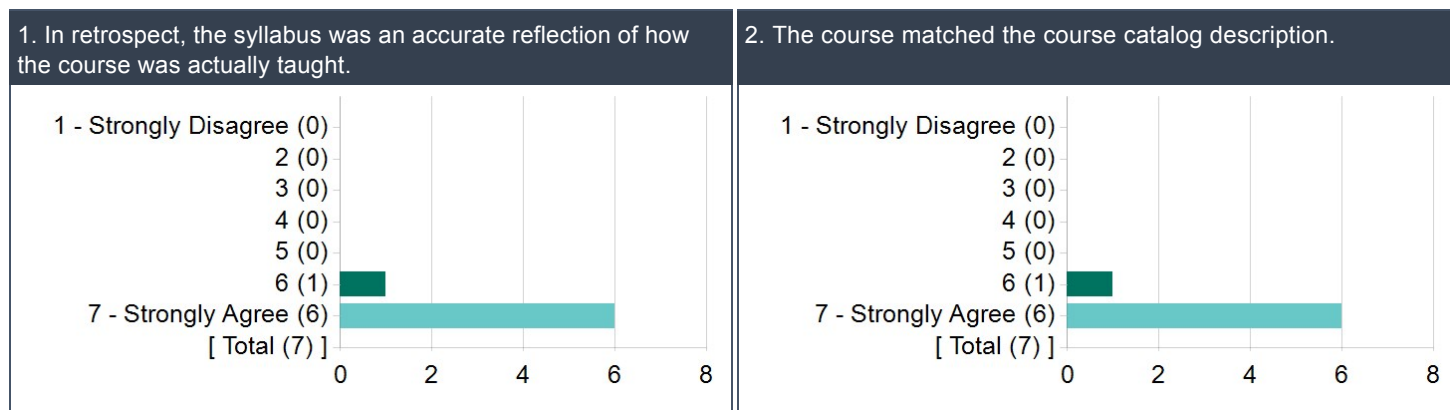 1. In retrospect, the syllabus was an accurate reflection of how
the course was actually taught.
1 - Strongly Disagree (0)
2 (0)
3 (0)
4 (0)
5 (0)
6 (1)
7 - Strongly Agree (6)
[ Total (7) ]
0 2 4 6 8
2. The course matched the course catalog description.
1 - Strongly Disagree (0)
2 (0)
3 (0)
4 (0)
5 (0)
6 (1)
7 - Strongly Agree (6)
[ Total (7) ]
0 2 4 6 8